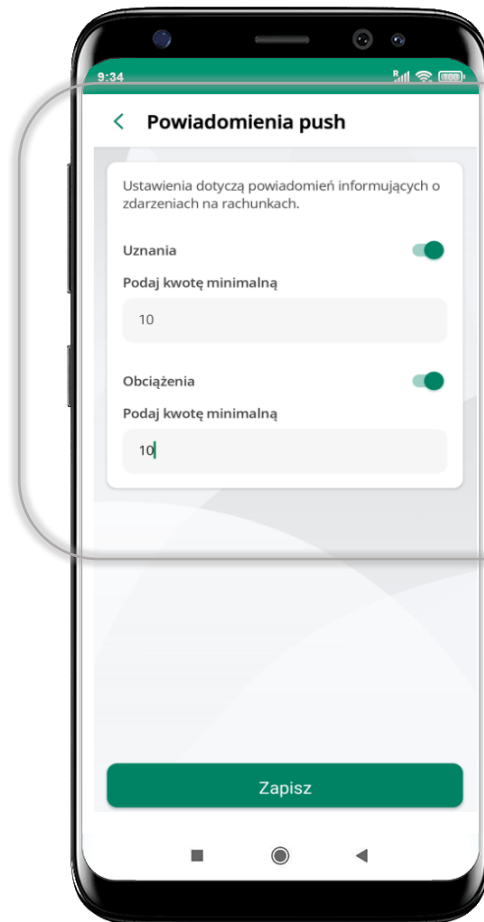 9:34
R
Powiadomienia push
Ustawienia dotyczą powiadomień informujących o
zdarzeniach na rachunkach.
Uznania
Podaj kwotę minimalną
10
Obciążenia
Podaj kwotę minimalną
10
Zapisz